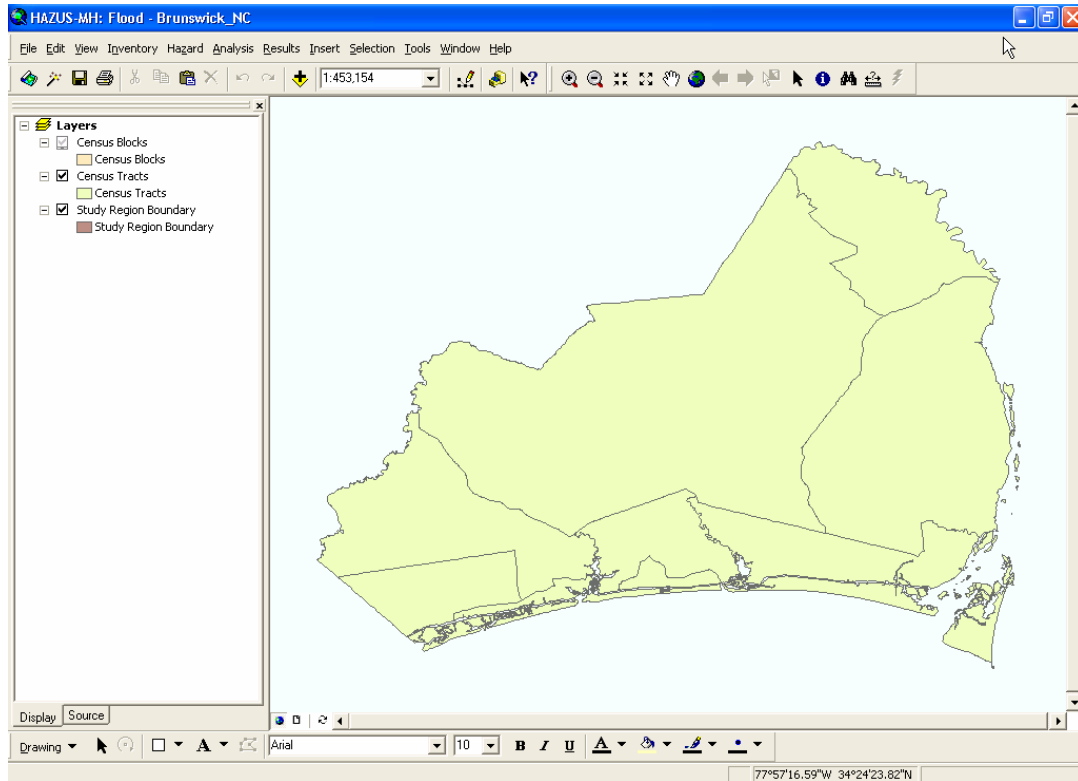 HAZUS-MH: Flood - Brunswick_NC
File Edit View Inventory Hazard Analysis Results Insert Selection Tools Window Help
1:453,154
Layers
Census Blocks
Census Blocks
Census Tracts
Census Tracts
Study Region Boundary
Study Region Boundary
Display Source
Drawing A Arial 10 B I U A
77°57'16.59"W 34°24'23.82"N